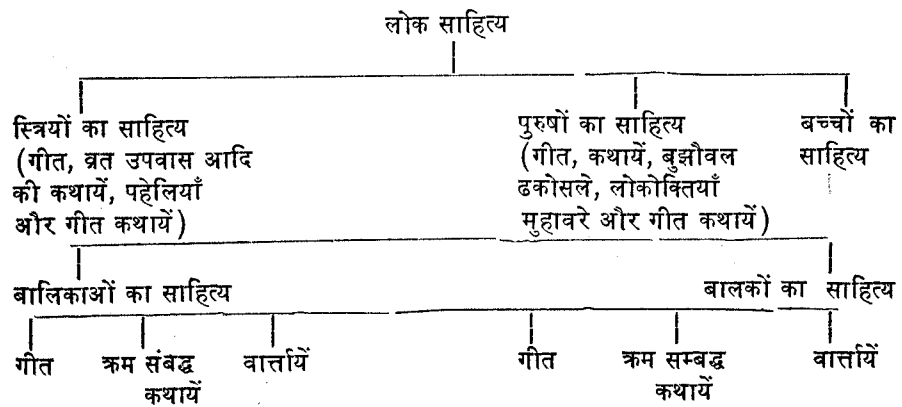 लोक साहित्य
स्त्रियों का साहित्य
(गीत, व्रत उपवास आदि
की कथायें, पहेलियाँ
और गीत कथायें)
पुरुषों का साहित्य
(गीत, कथायें, बुझौवल
ढकोसले, लोकोक्तियाँ
मुहावरे और गीत कथायें)
बच्चों का
साहित्य
बालिकाओं का साहित्य
बालकों का साहित्य
गीत
क्रम संबद्ध
कथायें
वार्त्तायें
गीत
क्रम सम्बद्ध
कथायें
वार्त्तायें